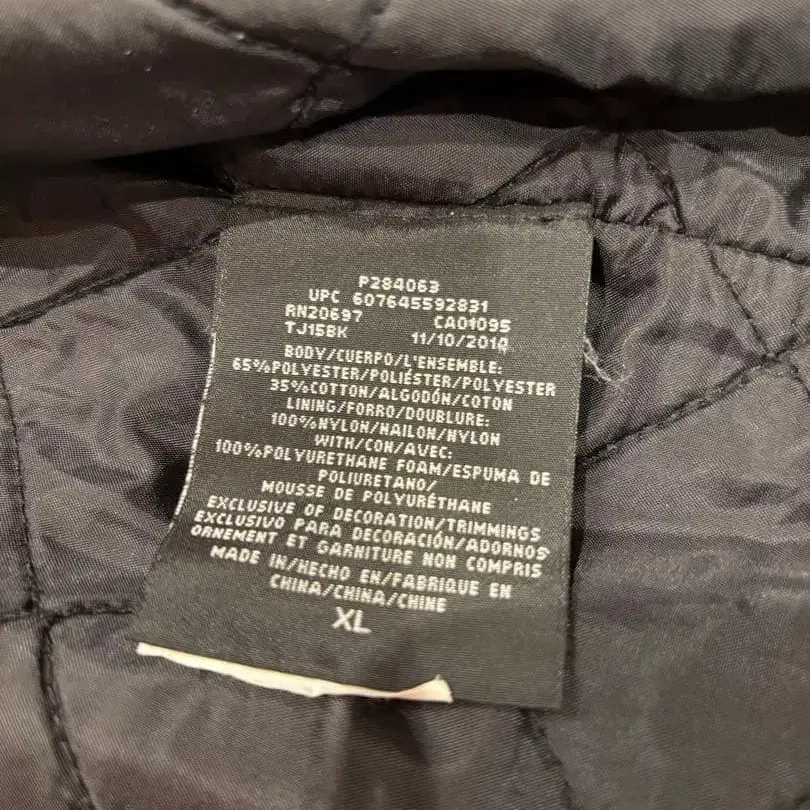 P284063
UPC 607645592831
RN20697 CA01095
TJ15BK 11/10/2010
BODY/CUERPO/L'ENSEMBLE:
65%POLYESTER/POLIÉSTER/POLYESTER
35%COTTON/ALGODÓN/COTON
LINING/FORRO/DOUBLURE:
100%NYLON/NAILON/NYLON
WITH/CON/AVEC:
100%POLYURETHANE FOAM/ESPUMA DE
POLIURETANO/
MOUSSE DE POLYURÉTHANE
EXCLUSIVE OF DECORATION/TRIMMINGS
EXCLUSIVO PARA DECORACIÓN/ADORNOS
ORNEMENT ET GARNITURE NON COMPRIS
MADE IN/HECHO EN/FABRIQUE EN
CHINA/CHINA/CHINE
XL